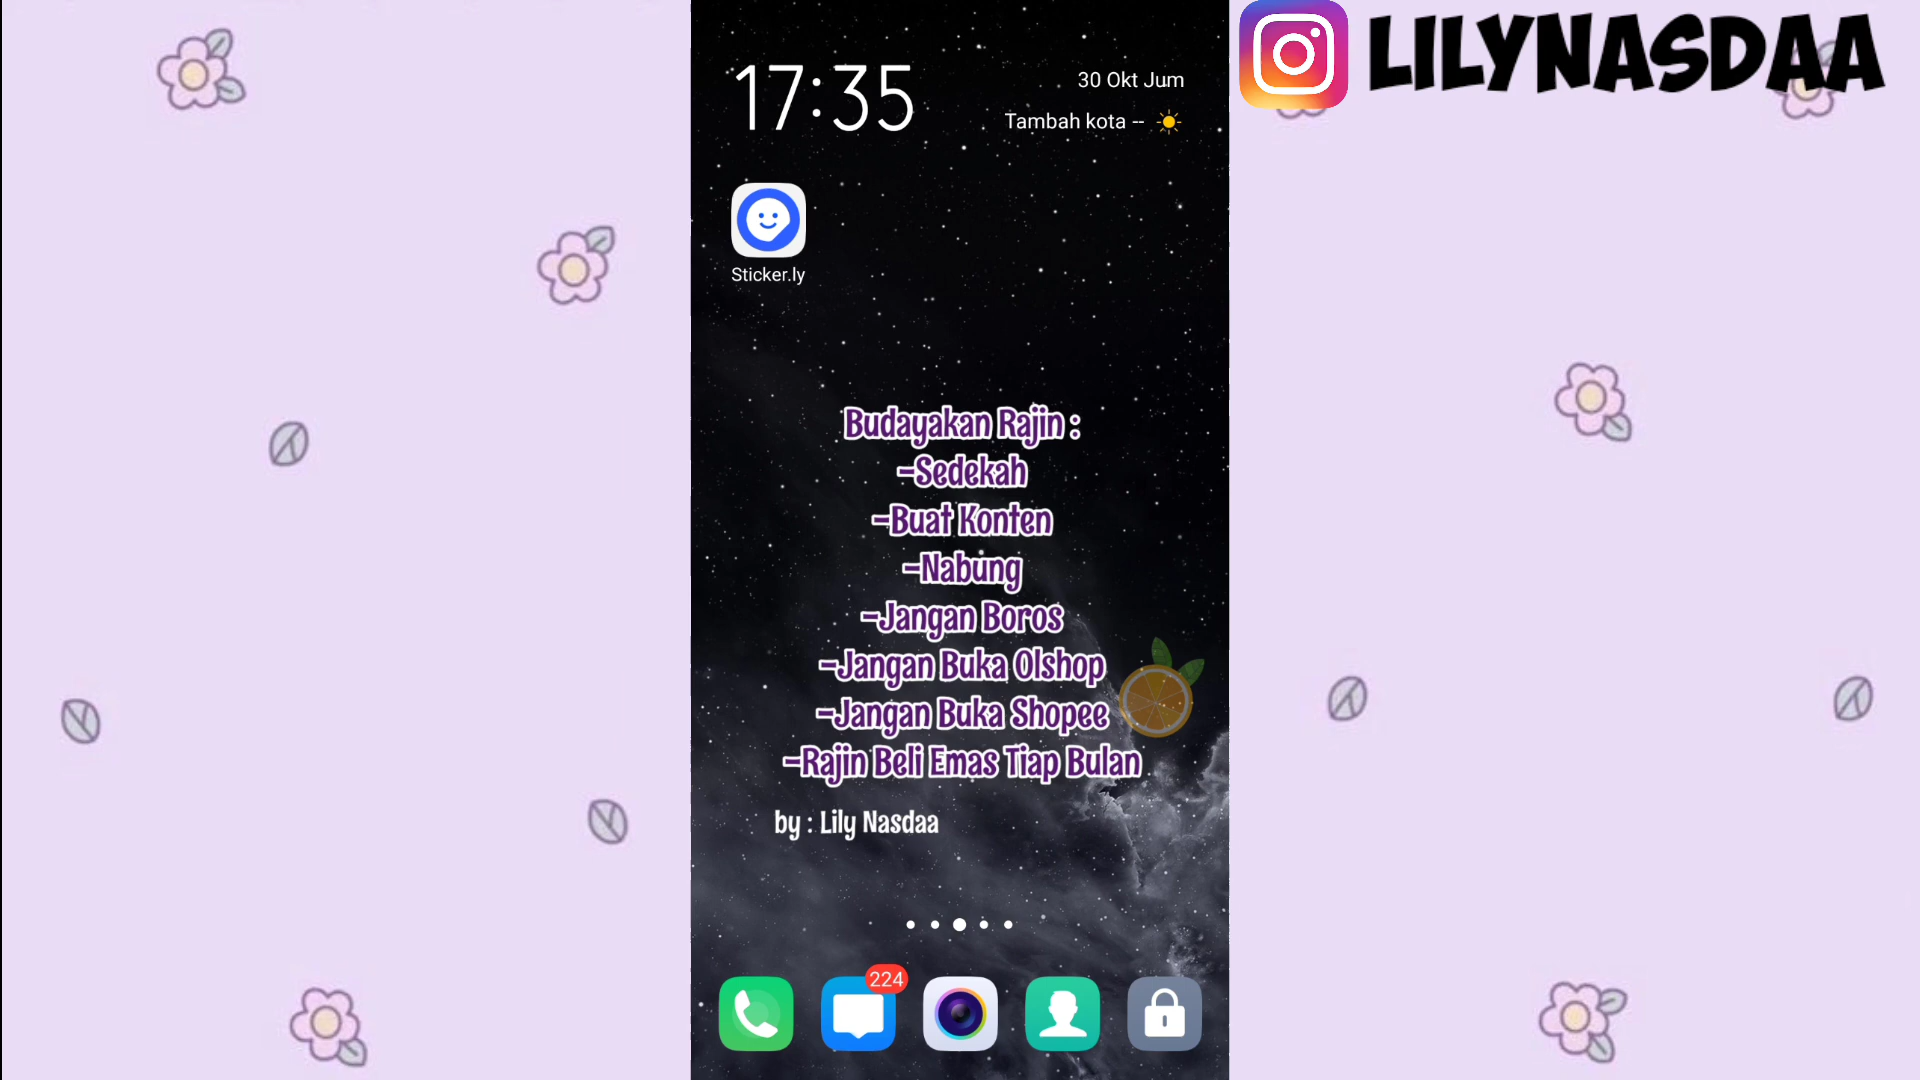 LILYNASDAA
17:35
30 Okt Jum
Tambah kota --
Sticker.ly
Budayakan Rajin :
-Sedekah
-Buat Konten
-Nabung
-Jangan Boros
-Jangan Buka Olshop
-Jangan Buka Shopee
-Rajin Beli Emas Tiap Bulan
by : Lily Nasdaa
224